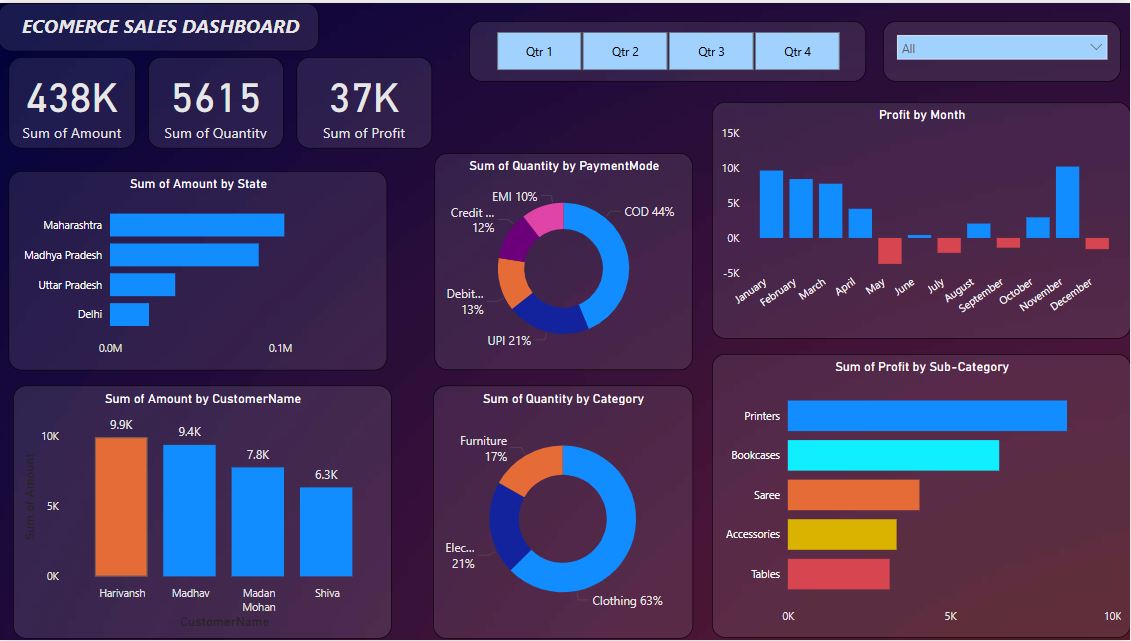 ECOMERCE SALES DASHBOARD
Qtr 1 Qtr 2 Qtr 3 Qtr 4
All
438K
Sum of Amount
5615
Sum of Quantity
37K
Sum of Profit
Sum of Amount by State
Maharashtra
Madhya Pradesh
Uttar Pradesh
Delhi
0.0M 0.1M
Sum of Quantity by PaymentMode
EMI 10%
Credit ...
12%
COD 44%
Debit...
13%
UPI 21%
Profit by Month
15K
10K
5K
0K
-5K
January February March April May June July August September October November December
Sum of Amount by CustomerName
Sum of Amount
10K
5K
0K
9.9K
9.4K
7.8K
6.3K
Harivansh Madhav Madan Shiva
Mohan
CustomerName
Sum of Quantity by Category
Furniture
17%
Elec...
21%
Clothing 63%
Sum of Profit by Sub-Category
Printers
Bookcases
Saree
Accessories
Tables
0K 5K 10K